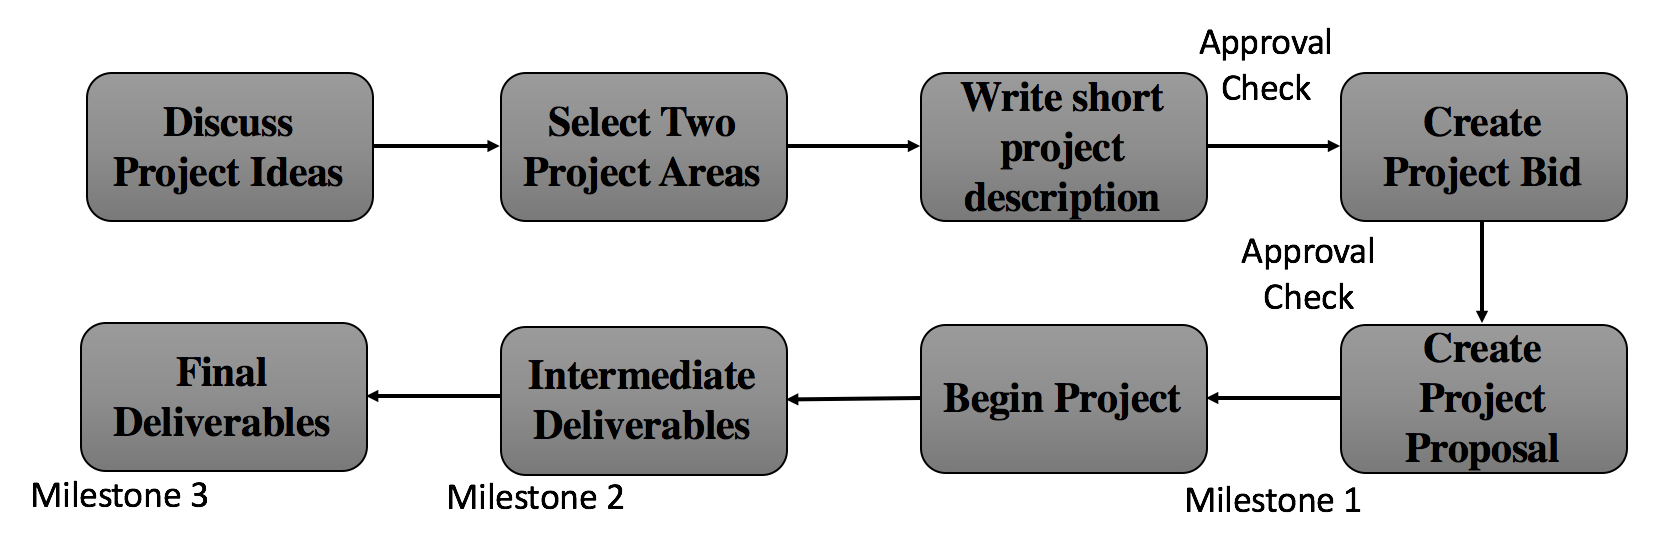 Discuss
Project Ideas
Select Two
Project Areas
Write short
project
description
Approval
Check
Create
Project Bid
Approval
Check
Create
Project
Proposal
Milestone 1
Begin Project
Intermediate
Deliverables
Milestone 2
Final
Deliverables
Milestone 3